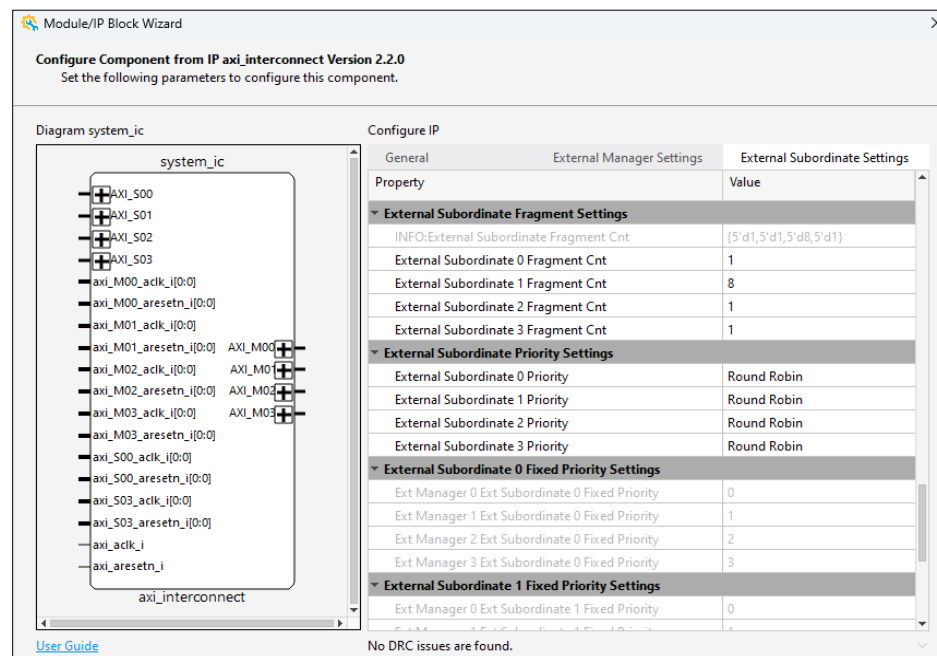 Module/IP Block Wizard
Configure Component from IP axi_interconnect Version 2.2.0
Set the following parameters to configure this component.
Diagram system_ic
system_ic
AXI_S00
AXI_S01
AXI_S02
AXI_S03
axi_M00_aclk_i[0:0]
axi_M00_aresetn_i[0:0]
axi_M01_aclk_i[0:0]
axi_M01_aresetn_i[0:0] AXI_M00
axi_M02_aclk_i[0:0] AXI_M01
axi_M02_aresetn_i[0:0] AXI_M02
axi_M03_aclk_i[0:0] AXI_M03
axi_M03_aresetn_i[0:0]
axi_S00_aclk_i[0:0]
axi_S00_aresetn_i[0:0]
axi_S03_aclk_i[0:0]
axi_S03_aresetn_i[0:0]
axi_aclk_i
axi_aresetn_i
axi_interconnect
User Guide
Configure IP
General External Manager Settings External Subordinate Settings
Property Value
External Subordinate Fragment Settings
INFO:External Subordinate Fragment Cnt {5'd1,5'd1,5'd8,5'd1}
External Subordinate 0 Fragment Cnt 1
External Subordinate 1 Fragment Cnt 8
External Subordinate 2 Fragment Cnt 1
External Subordinate 3 Fragment Cnt 1
External Subordinate Priority Settings
External Subordinate 0 Priority Round Robin
External Subordinate 1 Priority Round Robin
External Subordinate 2 Priority Round Robin
External Subordinate 3 Priority Round Robin
External Subordinate 0 Fixed Priority Settings
Ext Manager 0 Ext Subordinate 0 Fixed Priority 0
Ext Manager 1 Ext Subordinate 0 Fixed Priority 1
Ext Manager 2 Ext Subordinate 0 Fixed Priority 2
Ext Manager 3 Ext Subordinate 0 Fixed Priority 3
External Subordinate 1 Fixed Priority Settings
Ext Manager 0 Ext Subordinate 1 Fixed Priority 0
No DRC issues are found.